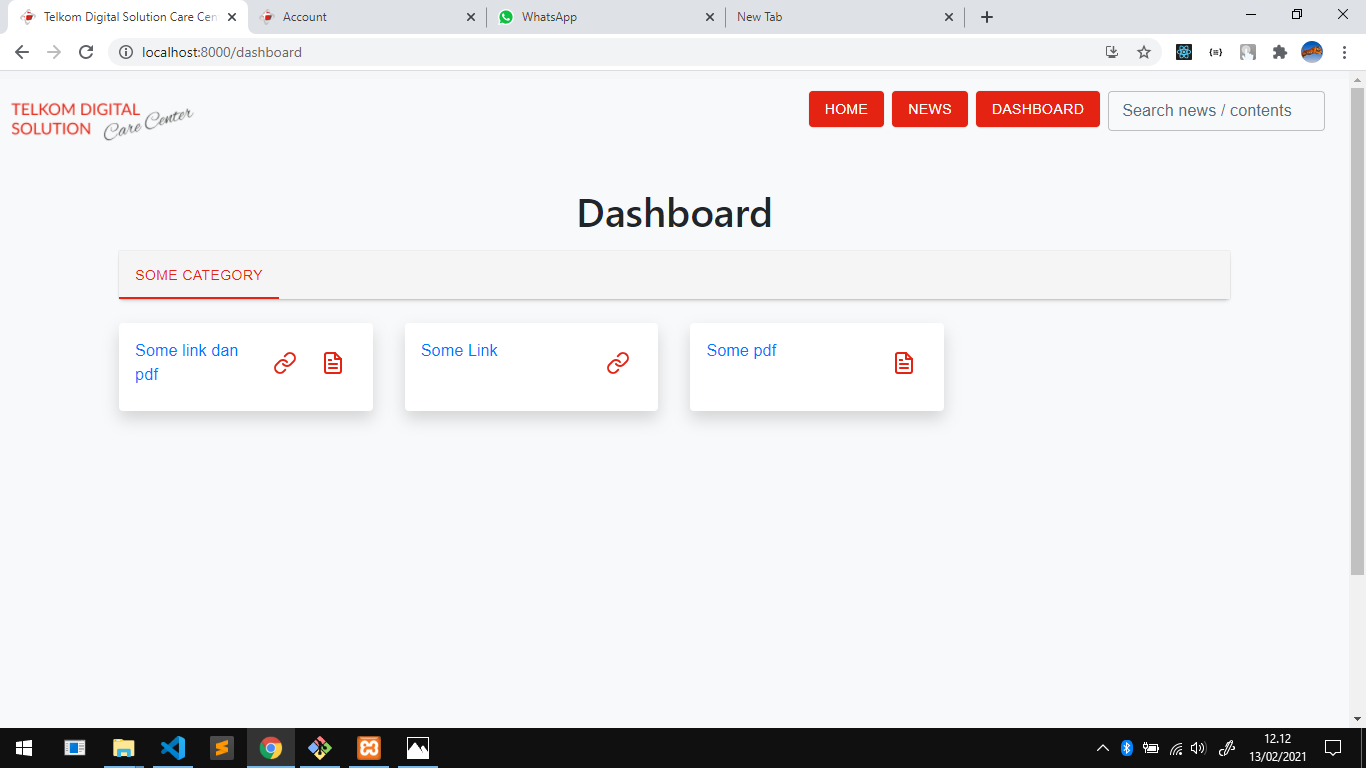 Telkom Digital Solution Care Cen
Account
WhatsApp
New Tab
localhost:8000/dashboard
TELKOM DIGITAL
SOLUTION Care Center
HOME
NEWS
DASHBOARD
Search news / contents
Dashboard
SOME CATEGORY
Some link dan
pdf
Some Link
Some pdf
12.12
13/02/2021